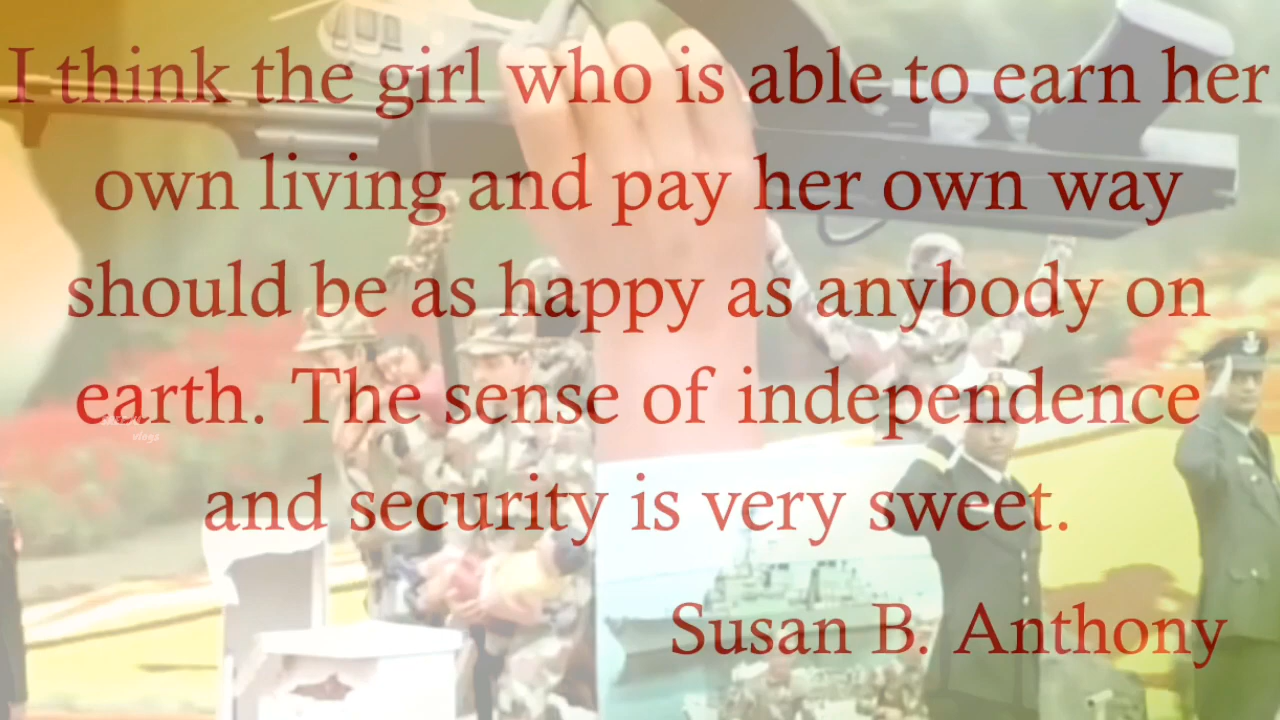 I think the girl who is able to earn her
own living and pay her own way
should be as happy as anybody on
earth. The sense of independence
and security is very sweet.
Susan B. Anthony
vlogs